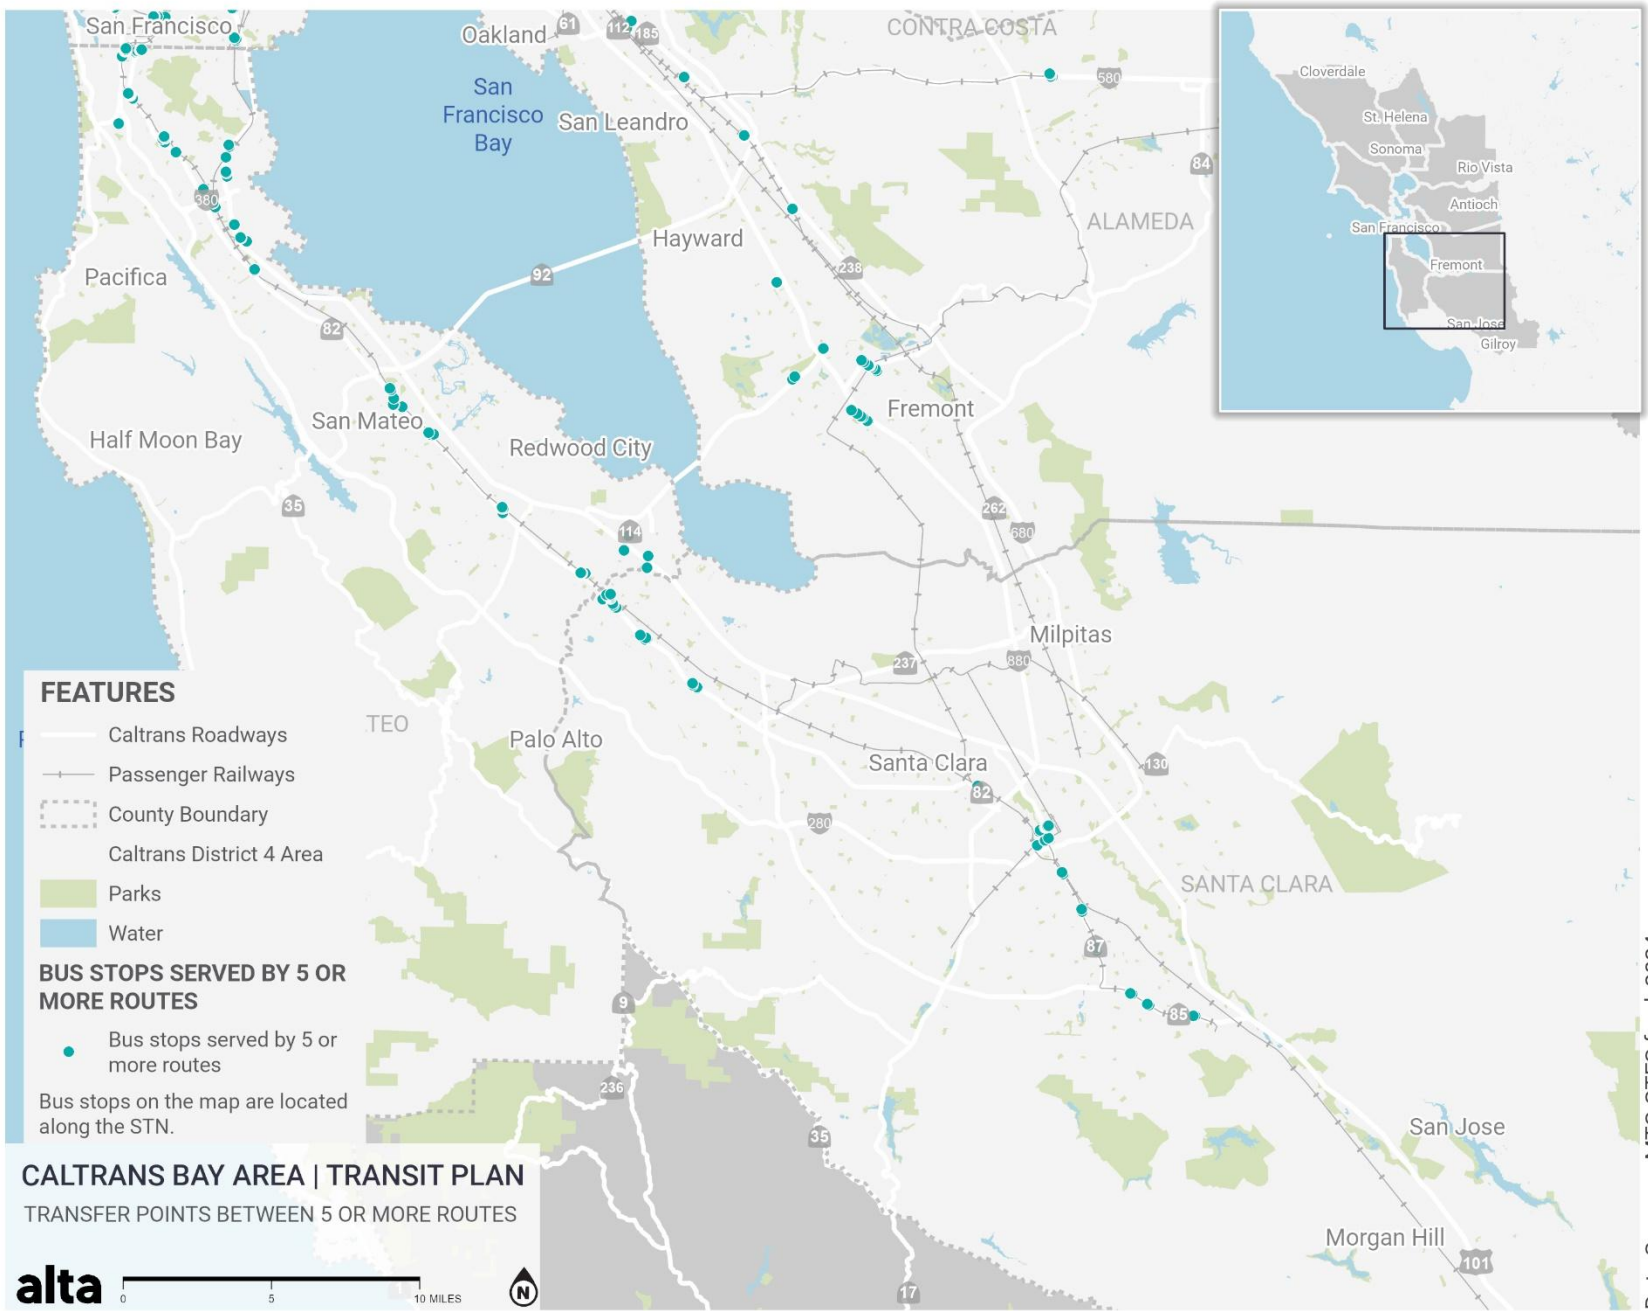 San Francisco
Oakland
61
112
185
CONTRA COSTA
580
San
Francisco
Bay
San Leandro
84
380
ALAMEDA
Hayward
238
92
Pacifica
82
San Mateo
Fremont
Half Moon Bay
Redwood City
35
262
680
114
Milpitas
237
880
TEO
Palo Alto
Santa Clara
130
82
280
SANTA CLARA
87
9
85
236
35
San Jose
Morgan Hill
101
17
Cloverdale
St. Helena
Sonoma
Rio Vista
Antioch
San Francisco
Fremont
San Jose
Gilroy
FEATURES
Caltrans Roadways
Passenger Railways
County Boundary
Caltrans District 4 Area
Parks
Water
BUS STOPS SERVED BY 5 OR
MORE ROUTES
Bus stops served by 5 or
more routes
Bus stops on the map are located
along the STN.
CALTRANS BAY AREA | TRANSIT PLAN
TRANSFER POINTS BETWEEN 5 OR MORE ROUTES
alta
0 5 10 MILES
N